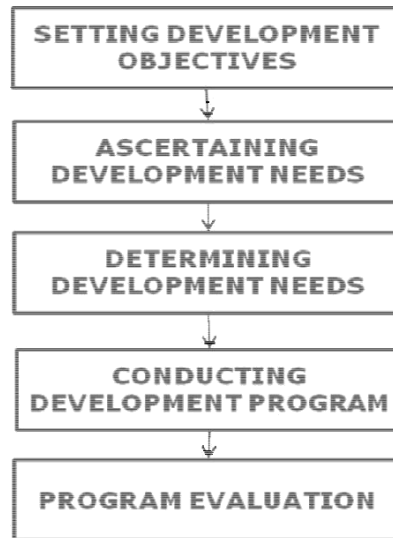 SETTING DEVELOPMENT
OBJECTIVES
ASCERTAINING
DEVELOPMENT NEEDS
DETERMINING
DEVELOPMENT NEEDS
CONDUCTING
DEVELOPMENT PROGRAM
PROGRAM EVALUATION